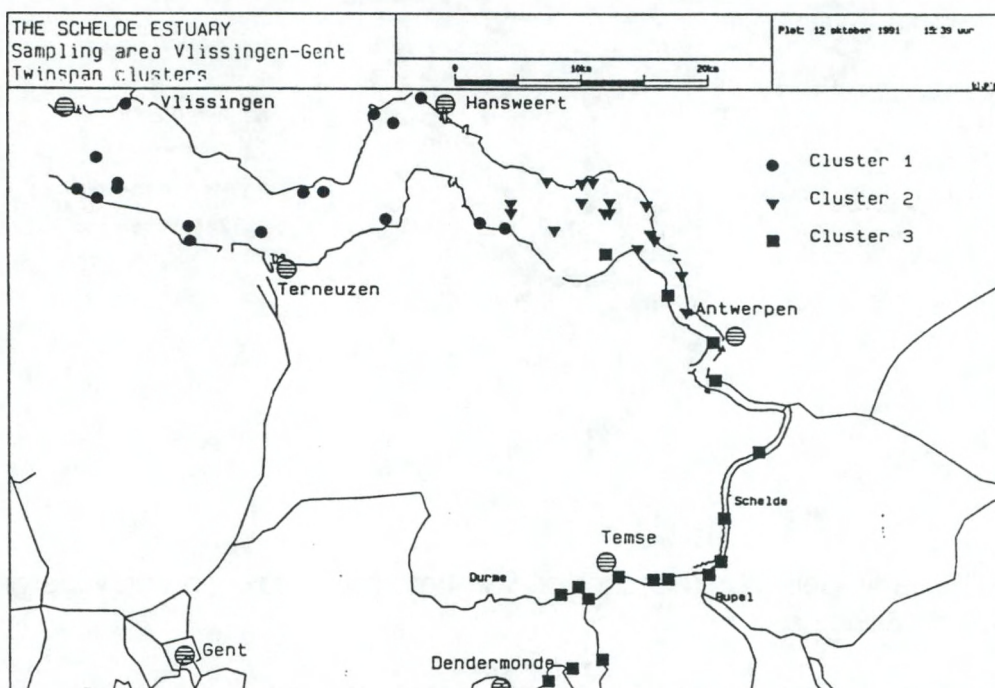 THE SCHELDE ESTUARY
Sampling area Vlissingen-Gent
Twinspan clusters
0 10km 20km
Plot: 12 oktober 1991 15:39 uur
Vlissingen
Hansweert
Cluster 1
Cluster 2
Cluster 3
Terneuzen
Antwerpen
Schelde
Temse
Durme
Rupel
Gent
Dendermonde